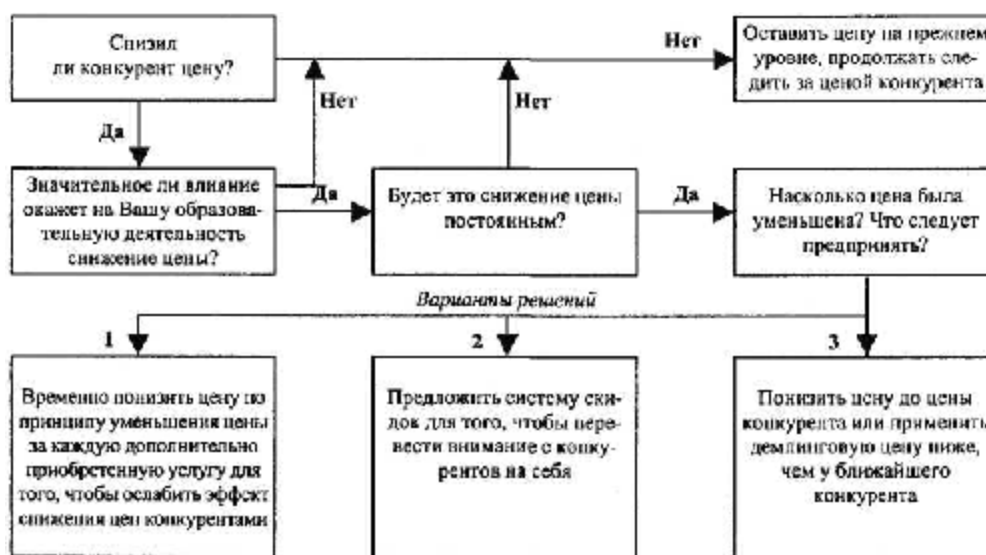 Снизил
ли конкурент цену?
Нет
Оставить цену на прежнем
уровне, продолжать сле-
дить за ценой конкурента
Нет
Нет
Да
Значительное ли влияние
окажет на Вашу образова-
тельную деятельность
снижение цены?
Да
Будет это снижение цены
постоянным?
Да
Насколько цена была
уменьшена? Что следует
предпринять?
Варианты решений
1
2
3
Временно понизить цену по
принципу уменьшения цены
за каждую дополнительно
приобретенную услугу для
того, чтобы ослабить эффект
снижения цен конкурентами
Предложить систему ски-
док для того, чтобы пере-
вести внимание с конку-
рентов на себя
Понизить цену до цены
конкурента или применить
демпинговую цену ниже,
чем у ближайшего
конкурента